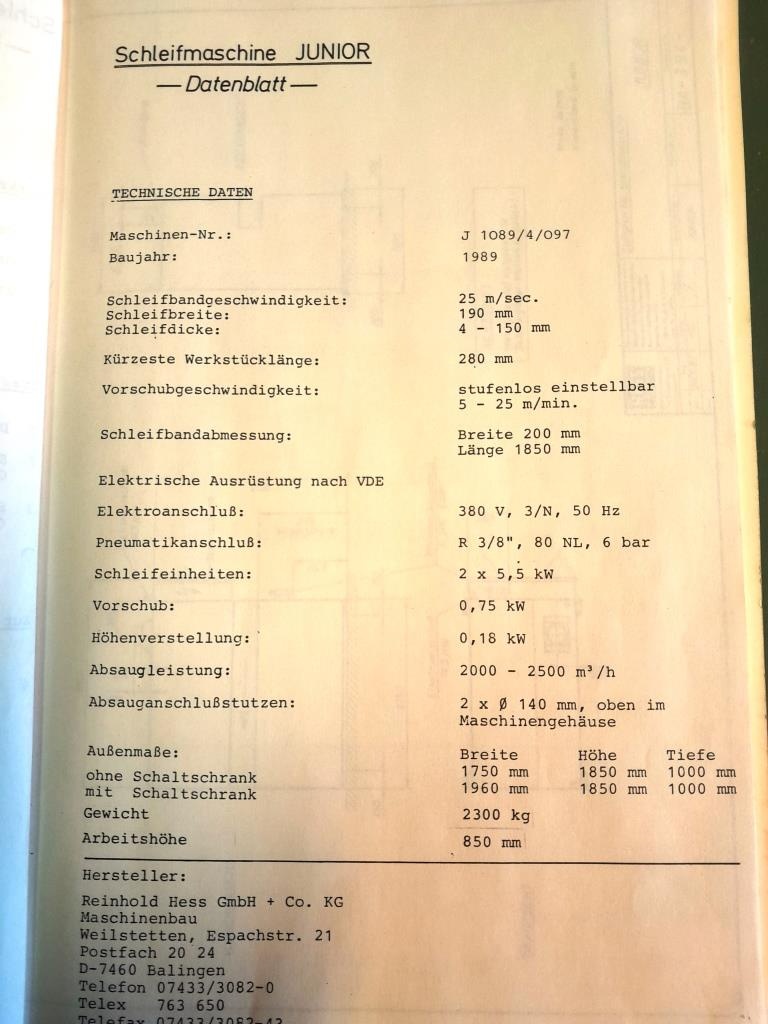 Schleifmaschine JUNIOR
— Datenblatt —
TECHNISCHE DATEN
Maschinen-Nr.: J 1089/4/097
Baujahr: 1989
Schleifbandgeschwindigkeit: 25 m/sec.
Schleifbreite: 190 mm
Schleifdicke: 4 - 150 mm
Kürzeste Werkstücklänge: 280 mm
Vorschubgeschwindigkeit: stufenlos einstellbar
5 - 25 m/min.
Schleifbandabmessung: Breite 200 mm
Länge 1850 mm
Elektrische Ausrüstung nach VDE
Elektroanschluß: 380 V, 3/N, 50 Hz
Pneumatikanschluß: R 3/8", 80 NL, 6 bar
Schleifeinheiten: 2 x 5,5 kW
Vorschub: 0,75 kW
Höhenverstellung: 0,18 kW
Absaugleistung: 2000 - 2500 m³/h
Absauganschlußstutzen: 2 x Ø 140 mm, oben im
Maschinengehäuse
Außenmaße: Breite Höhe Tiefe
ohne Schaltschrank 1750 mm 1850 mm 1000 mm
mit Schaltschrank 1960 mm 1850 mm 1000 mm
Gewicht 2300 kg
Arbeitshöhe 850 mm
Hersteller:
Reinhold Hess GmbH + Co. KG
Maschinenbau
Weilstetten, Espachstr. 21
Postfach 20 24
D-7460 Balingen
Telefon 07433/3082-0
Telex 763 650
Telefax 07433/3082-43